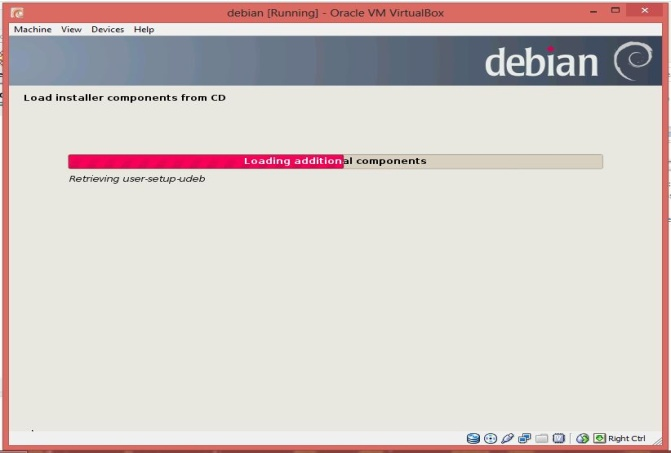 debian [Running] - Oracle VM VirtualBox
Machine View Devices Help
debian
Load installer components from CD
Loading additional components
Retrieving user-setup-udeb
Right Ctrl